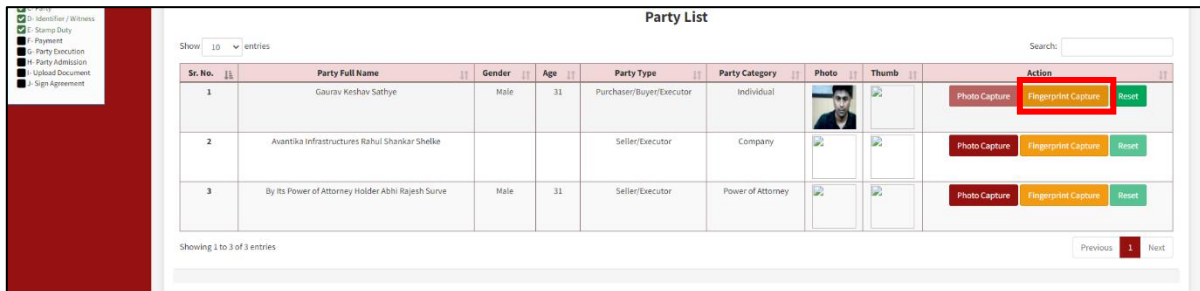 C- Party
D- Identifier / Witness
E- Stamp Duty
F- Payment
G- Party Execution
H- Party Admission
I- Upload Document
J- Sign Agreement
Party List
Show 10 entries
Search:
Sr. No. Party Full Name Gender Age Party Type Party Category Photo Thumb Action
1 Gaurav Keshav Sathye Male 31 Purchaser/Buyer/Executor Individual Photo Capture Fingerprint Capture Reset
2 Avantika Infrastructures Rahul Shankar Shelke Seller/Executor Company Photo Capture Fingerprint Capture Reset
3 By Its Power of Attorney Holder Abhi Rajesh Surve Male 31 Seller/Executor Power of Attorney Photo Capture Fingerprint Capture Reset
Showing 1 to 3 of 3 entries
Previous 1 Next